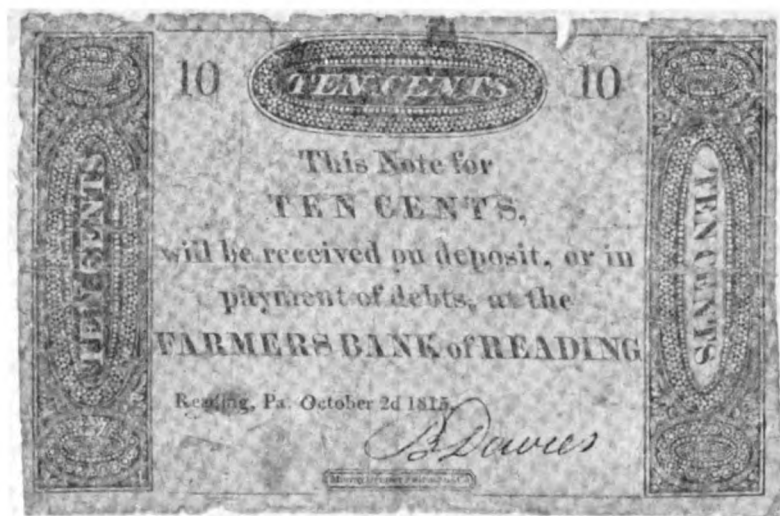 10 TEN CENTS 10
TEN CENTS
This Note for
TEN CENTS,
will be received on deposit, or in
payment of debts, at the
FARMERS BANK of READING
Reading, Pa. October 2d 1815.
B Davies
TEN CENTS